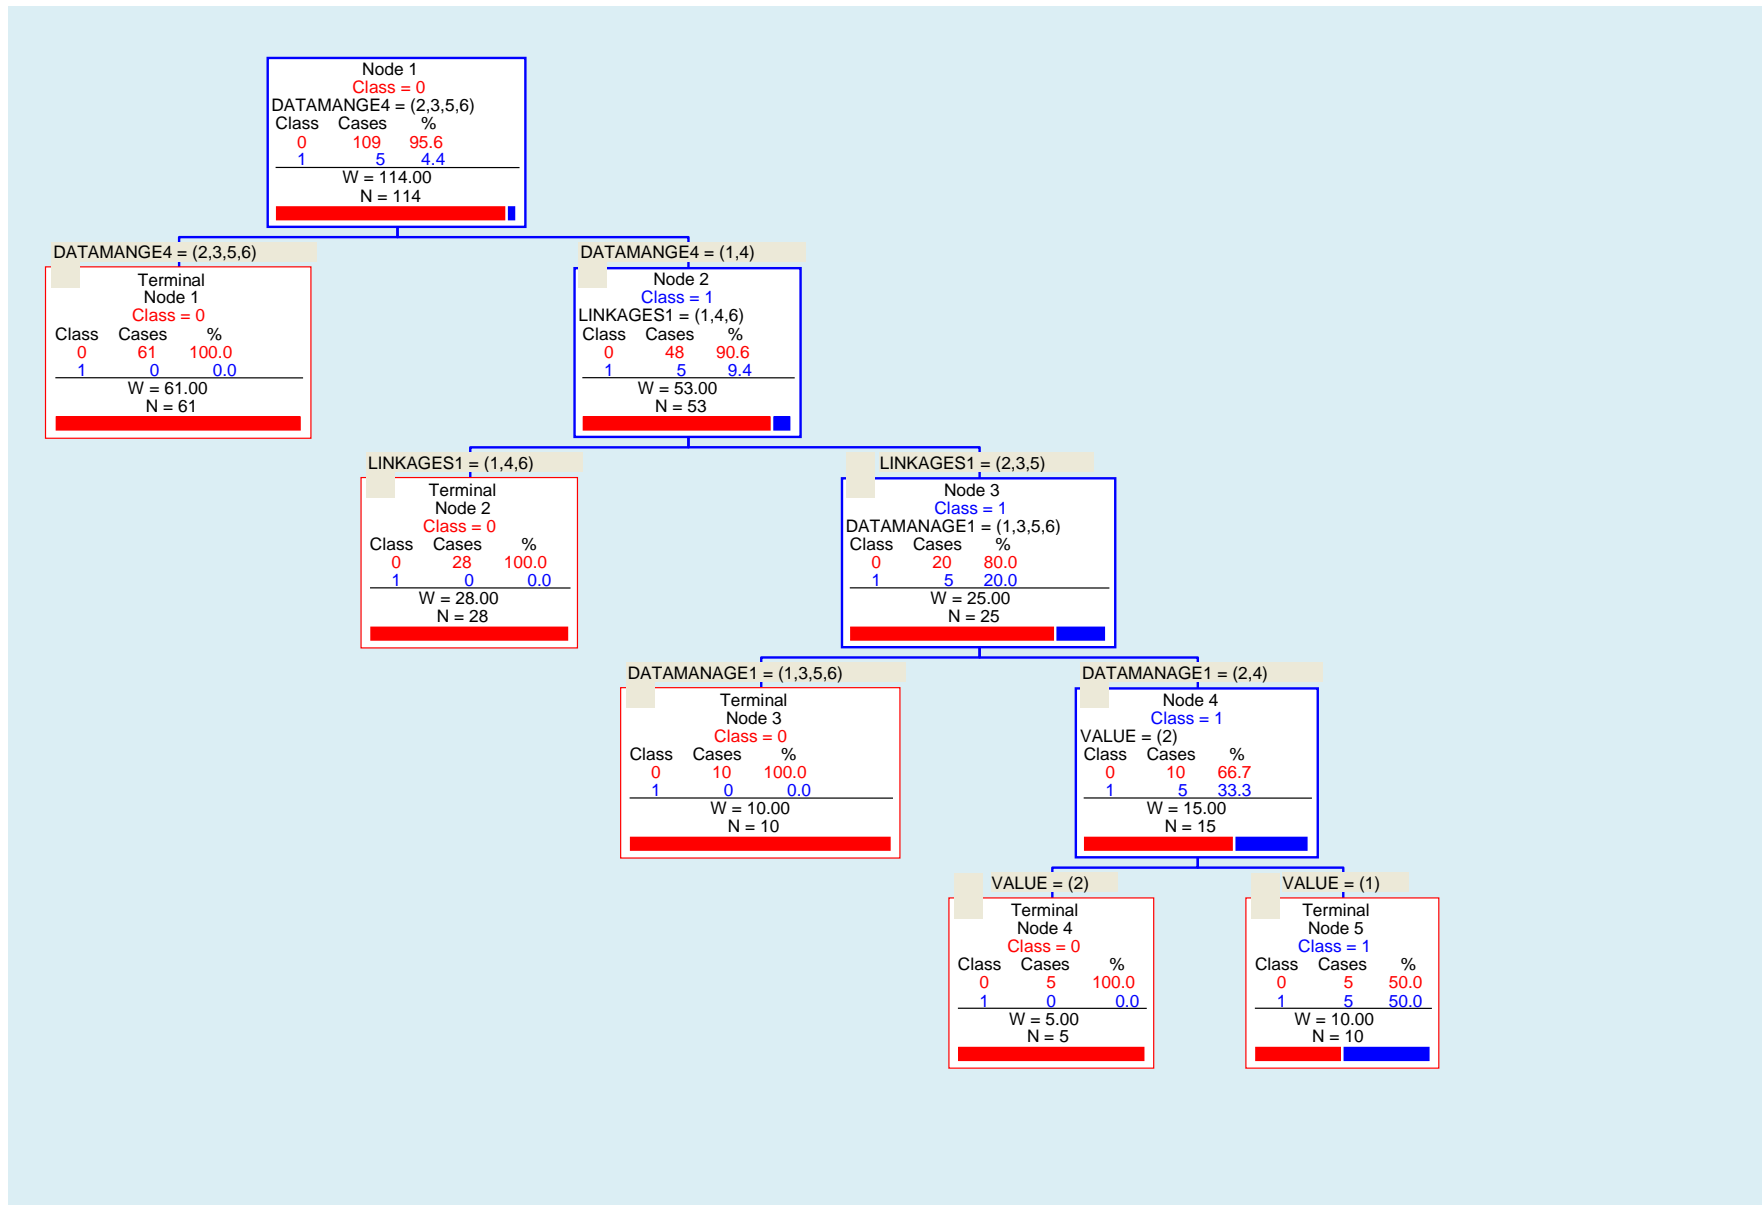 Node 1
Class = 0
DATAMANGE4 = (2,3,5,6)
Class Cases %
0 109 95.6
1 5 4.4
W = 114.00
N = 114
DATAMANGE4 = (2,3,5,6)
Terminal
Node 1
Class = 0
Class Cases %
0 61 100.0
1 0 0.0
W = 61.00
N = 61
DATAMANGE4 = (1,4)
Node 2
Class = 1
LINKAGES1 = (1,4,6)
Class Cases %
0 48 90.6
1 5 9.4
W = 53.00
N = 53
LINKAGES1 = (1,4,6)
Terminal
Node 2
Class = 0
Class Cases %
0 28 100.0
1 0 0.0
W = 28.00
N = 28
LINKAGES1 = (2,3,5)
Node 3
Class = 1
DATAMANAGE1 = (1,3,5,6)
Class Cases %
0 20 80.0
1 5 20.0
W = 25.00
N = 25
DATAMANAGE1 = (1,3,5,6)
Terminal
Node 3
Class = 0
Class Cases %
0 10 100.0
1 0 0.0
W = 10.00
N = 10
DATAMANAGE1 = (2,4)
Node 4
Class = 1
VALUE = (2)
Class Cases %
0 10 66.7
1 5 33.3
W = 15.00
N = 15
VALUE = (2)
Terminal
Node 4
Class = 0
Class Cases %
0 5 100.0
1 0 0.0
W = 5.00
N = 5
VALUE = (1)
Terminal
Node 5
Class = 1
Class Cases %
0 5 50.0
1 5 50.0
W = 10.00
N = 10